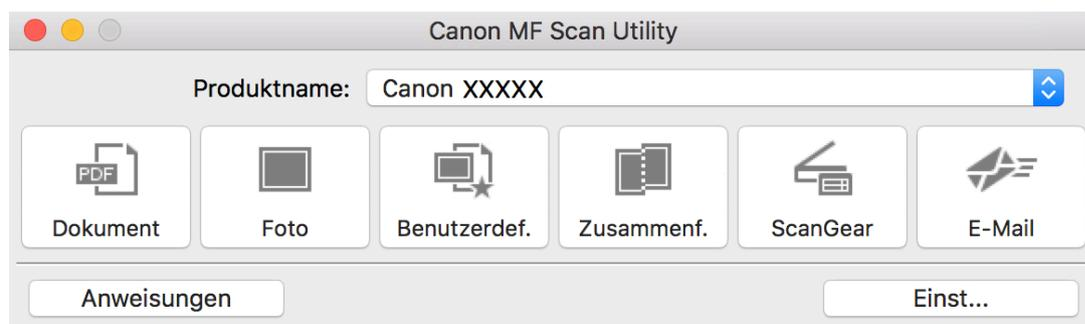 Canon MF Scan Utility
Produktname: Canon XXXXX
PDF
Dokument Foto Benutzerdef. Zusammenf. ScanGear E-Mail
Anweisungen Einst...